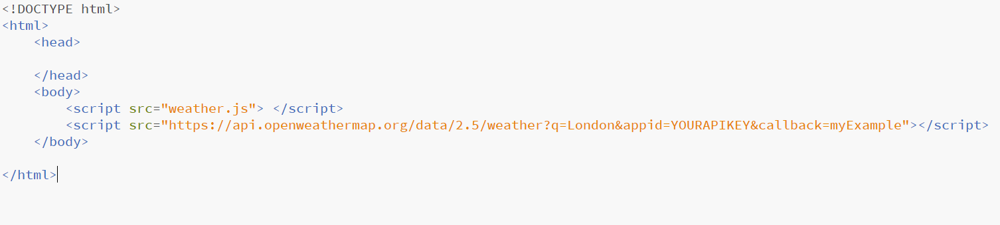 <!DOCTYPE html>
<html>
    <head>

    </head>
    <body>
        <script src="weather.js"> </script>
        <script src="https://api.openweathermap.org/data/2.5/weather?q=London&appid=YOURAPIKEY&callback=myExample"></script>
    </body>

</html>